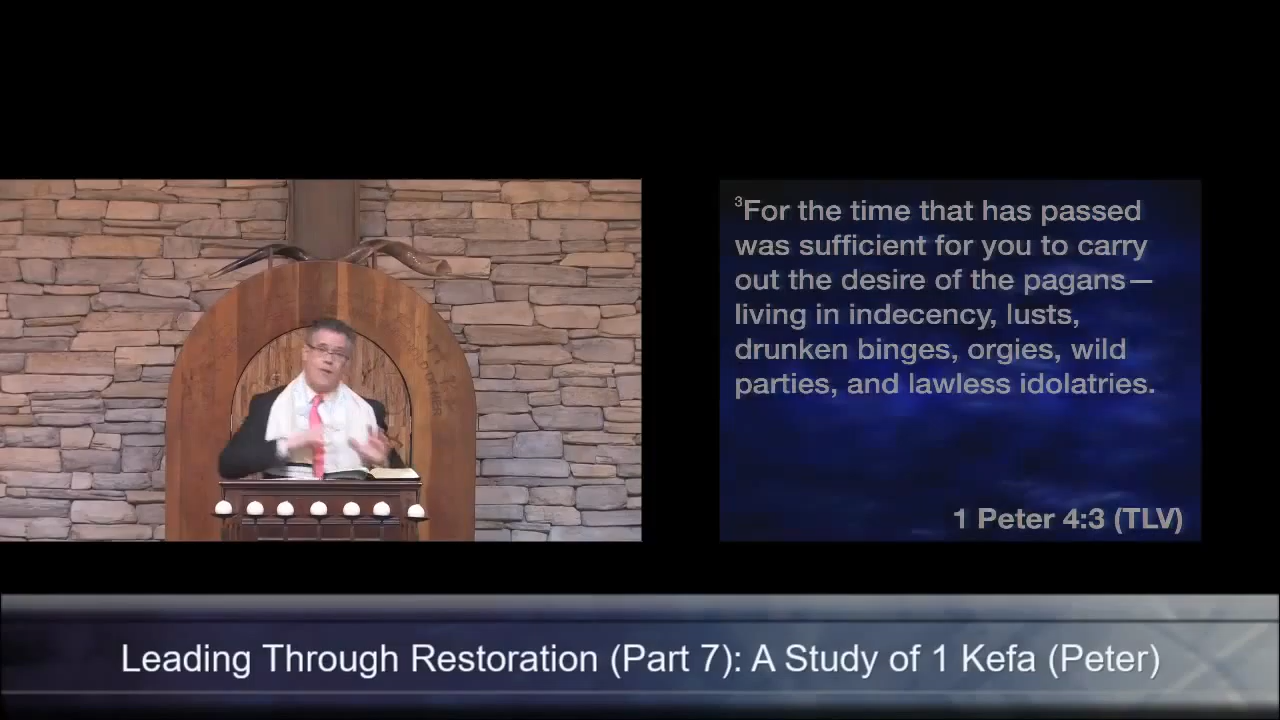 ³For the time that has passed
was sufficient for you to carry
out the desire of the pagans—
living in indecency, lusts,
drunken binges, orgies, wild
parties, and lawless idolatries.
1 Peter 4:3 (TLV)
Leading Through Restoration (Part 7): A Study of 1 Kefa (Peter)